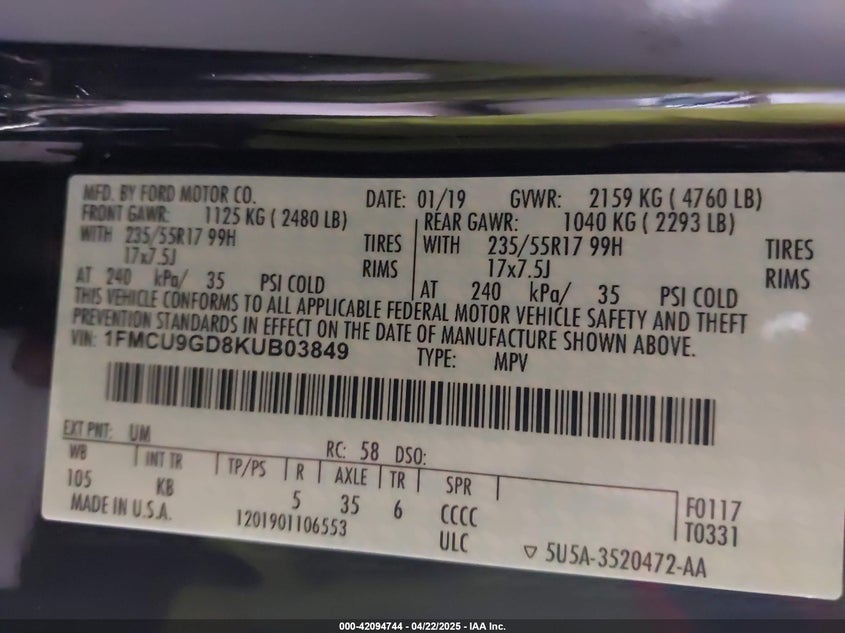 MFD. BY FORD MOTOR CO. DATE: 01/19 GVWR: 2159 KG ( 4760 LB)
FRONT GAWR: 1125 KG ( 2480 LB) REAR GAWR: 1040 KG ( 2293 LB)
WITH 235/55R17 99H TIRES WITH 235/55R17 99H TIRES
17x7.5J RIMS 17x7.5J RIMS
AT 240 kPa/ 35 PSI COLD AT 240 kPa/ 35 PSI COLD
THIS VEHICLE CONFORMS TO ALL APPLICABLE FEDERAL MOTOR VEHICLE SAFETY AND THEFT
PREVENTION STANDARDS IN EFFECT ON THE DATE OF MANUFACTURE SHOWN ABOVE.
VIN: 1FMCU9GD8KUB03849 TYPE: MPV
EXT PNT: UM RC: 58 DSO:
WB INT TR TP/PS R AXLE TR SPR
105 KB 5 35 6 CCCC F0117
MADE IN U.S.A. 1201901106553 ULC T0331
▽ 5U5A-3520472-AA
000-42094744 - 04/22/2025 - IAA Inc.